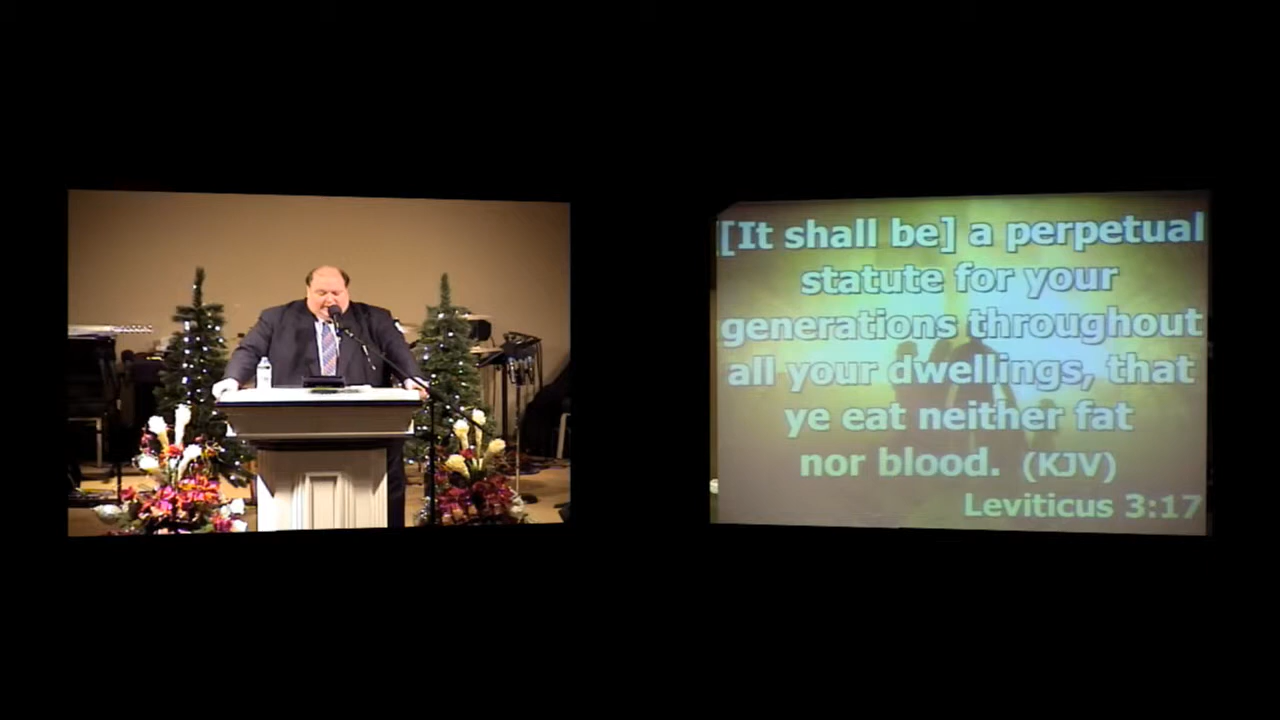 [It shall be] a perpetual
statute for your
generations throughout
all your dwellings, that
ye eat neither fat
nor blood. (KJV)
Leviticus 3:17